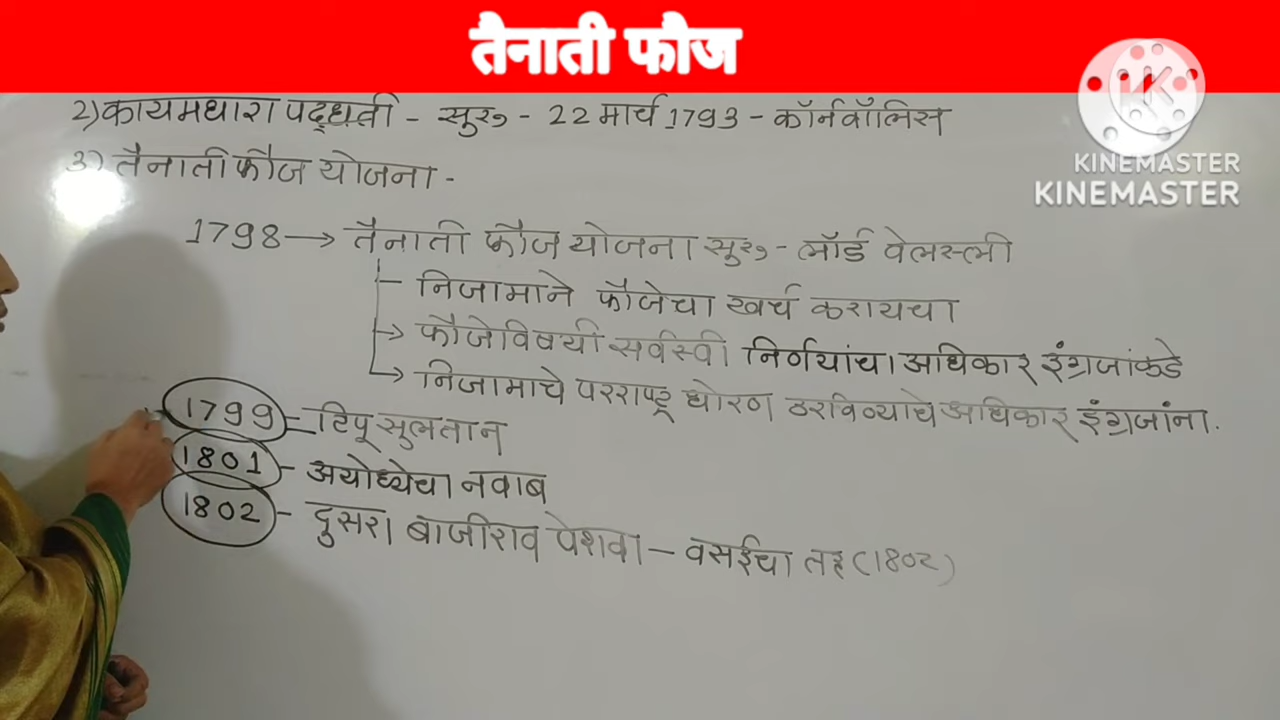 तैनाती फौज
KINEMASTER
KINEMASTER
2) कायमधारा पद्धती - सुरु - 22 मार्च 1793 - कॉर्नवॉलिस
3) तैनाती फौज योजना -
1798 → तैनाती फौज योजना सुरु - लॉर्ड वेलस्ली
- निजामाने फौजेचा खर्च करायचा
→ फौजेविषयी सर्वस्वी निर्णयांचा अधिकार इंग्रजांकडे
→ निजामाचे परराष्ट्र धोरण ठरविण्याचे अधिकार इंग्रजांना.
1799 - टिपू सुलतान
1801 - अयोध्येचा नवाब
1802 - दुसरा बाजीराव पेशवा - वसईचा तह (1802)